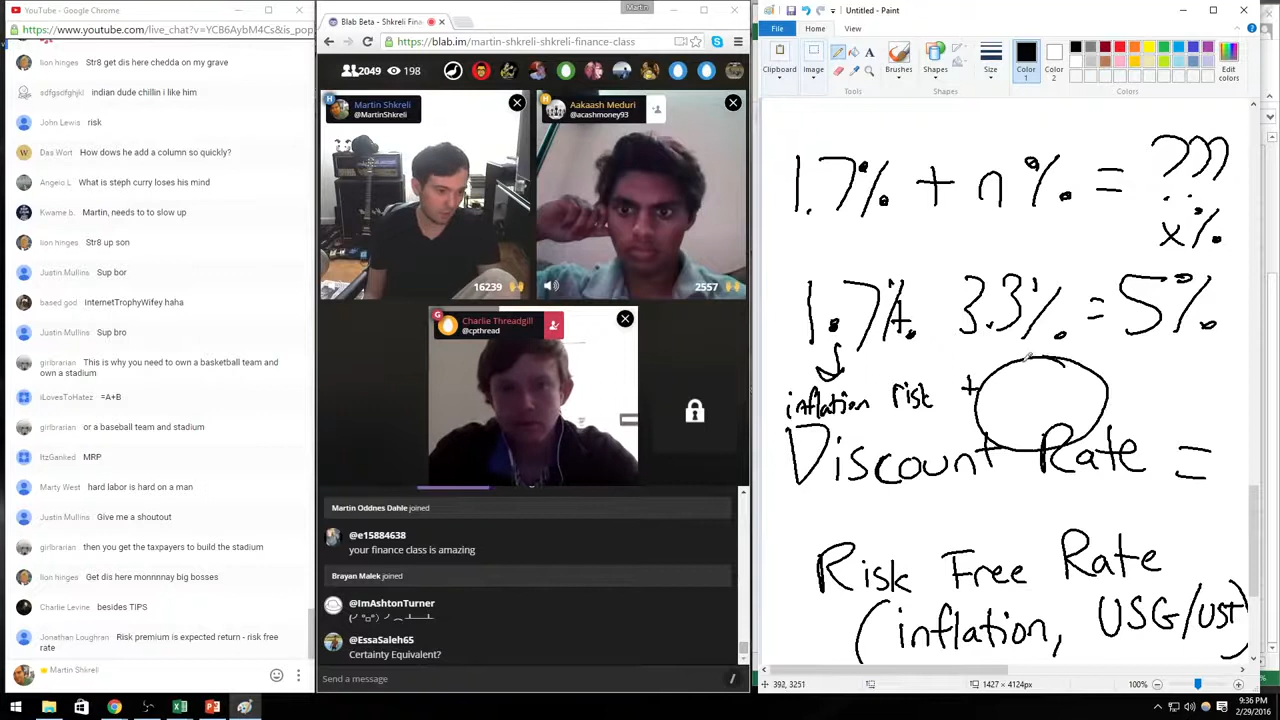 YouTube - Google Chrome
https://www.youtube.com/live_chat?v=YCB6AybM4Cs&is_pop
lion hinges Str8 get dis here chedda on my grave
sdfgsdfghjkl indian dude chillin i like him
John Lewis risk
Das Wort How dows he add a column so quickly?
Angelo L What is steph curry loses his mind
Kwame b. Martin, needs to to slow up
lion hinges Str8 up son
Justin Mullins Sup bor
based god InternetTrophyWifey haha
Justin Mullins Sup bro
girlbrarian This is why you need to own a basketball team and
own a stadium
iLovesToHatez =A+B
girlbrarian or a baseball team and stadium
ItzGanked MRP
Marty West hard labor is hard on a man
Justin Mullins Give me a shoutout
girlbrarian then you get the taxpayers to build the stadium
lion hinges Get dis here monnnnay big bosses
Charlie Levine besides TIPS
Jonathan Loughran Risk premium is expected return - risk free
rate
Martin Shkreli
Martin
Blab Beta - Shkreli Fina
https://blab.im/martin-shkreli-shkreli-finance-class
2049 198
H Martin Shkreli
@MartinShkreli
16239
H Aakaash Meduri
@acashmoney93
2557
G Charlie Threadgill
@cpthread
Martin Oddnes Dahle joined
@e15884638
your finance class is amazing
Brayan Malek joined
@ImAshtonTurner
@EssaSaleh65
Certainty Equivalent?
Send a message
Untitled - Paint
File Home View
Clipboard Image Tools Brushes Shapes Size Color 1 Color 2 Edit colors
Shapes Colors
1.7% + n% = ???
x%
1.7% 3.3% = 5%
inflation risk +
Discount Rate =
Risk Free Rate
(inflation, USG/UST)
392, 3251 1427 × 4124px 100%
9:36 PM
2/29/2016